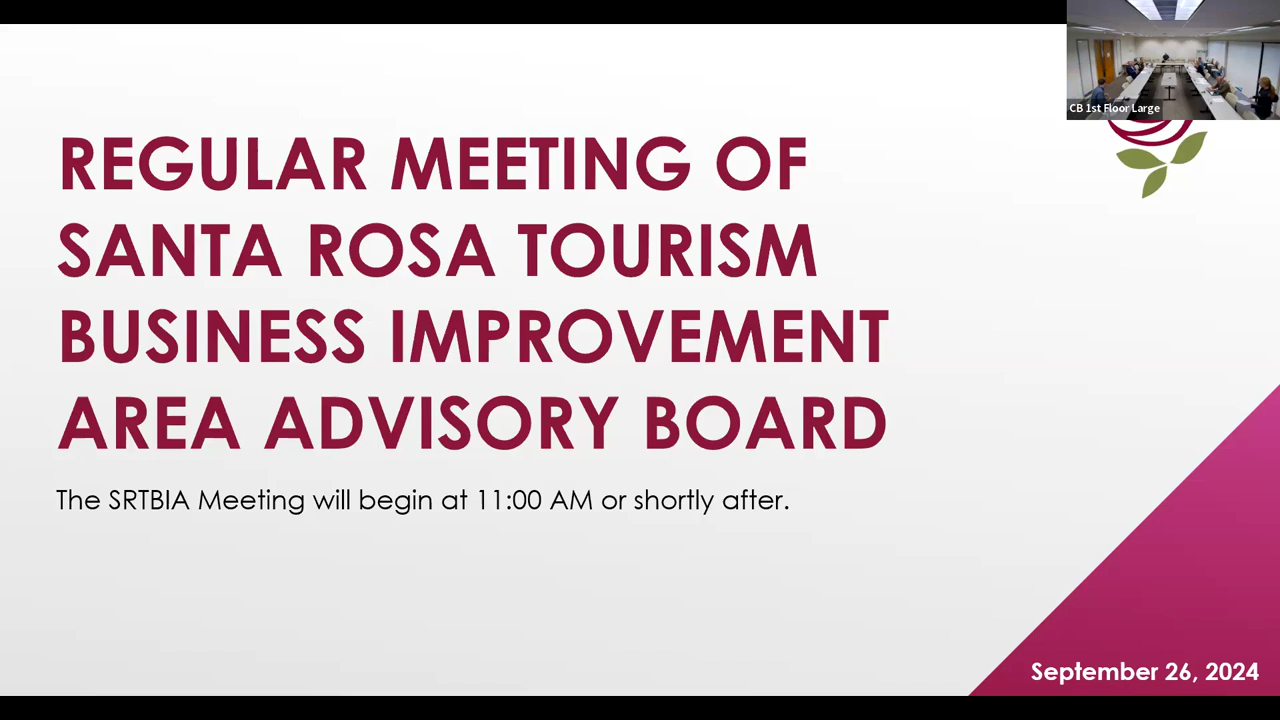 CB 1st Floor Large
REGULAR MEETING OF
SANTA ROSA TOURISM
BUSINESS IMPROVEMENT
AREA ADVISORY BOARD
The SRTBIA Meeting will begin at 11:00 AM or shortly after.
September 26, 2024